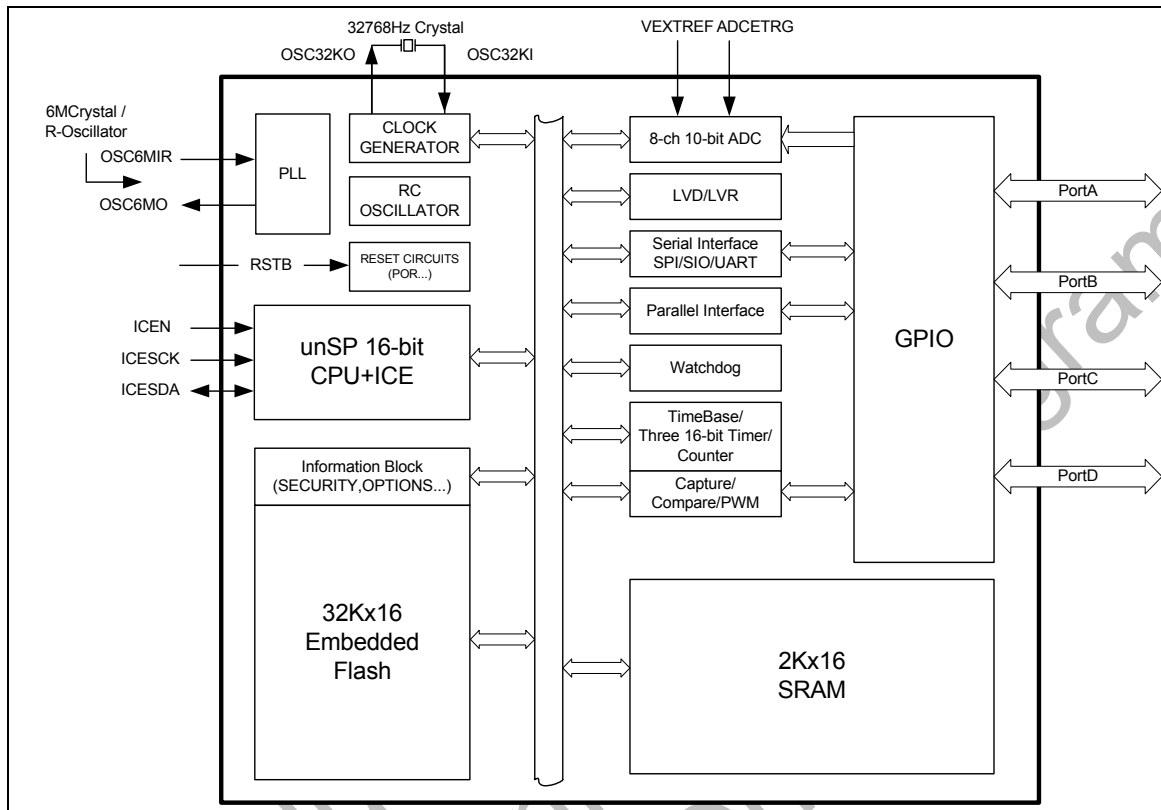 32768Hz Crystal
OSC32KO
OSC32KI
VEXTREF ADCETRG
6MCrystal /
R-Oscillator
OSC6MIR
OSC6MO
PLL
CLOCK
GENERATOR
RC
OSCILLATOR
RSTB
RESET CIRCUITS
(POR...)
ICEN
ICESCK
ICESDA
unSP 16-bit
CPU+ICE
Information Block
(SECURITY,OPTIONS...)
32Kx16
Embedded
Flash
8-ch 10-bit ADC
LVD/LVR
Serial Interface
SPI/SIO/UART
Parallel Interface
Watchdog
TimeBase/
Three 16-bit Timer/
Counter
Capture/
Compare/PWM
2Kx16
SRAM
GPIO
PortA
PortB
PortC
PortD